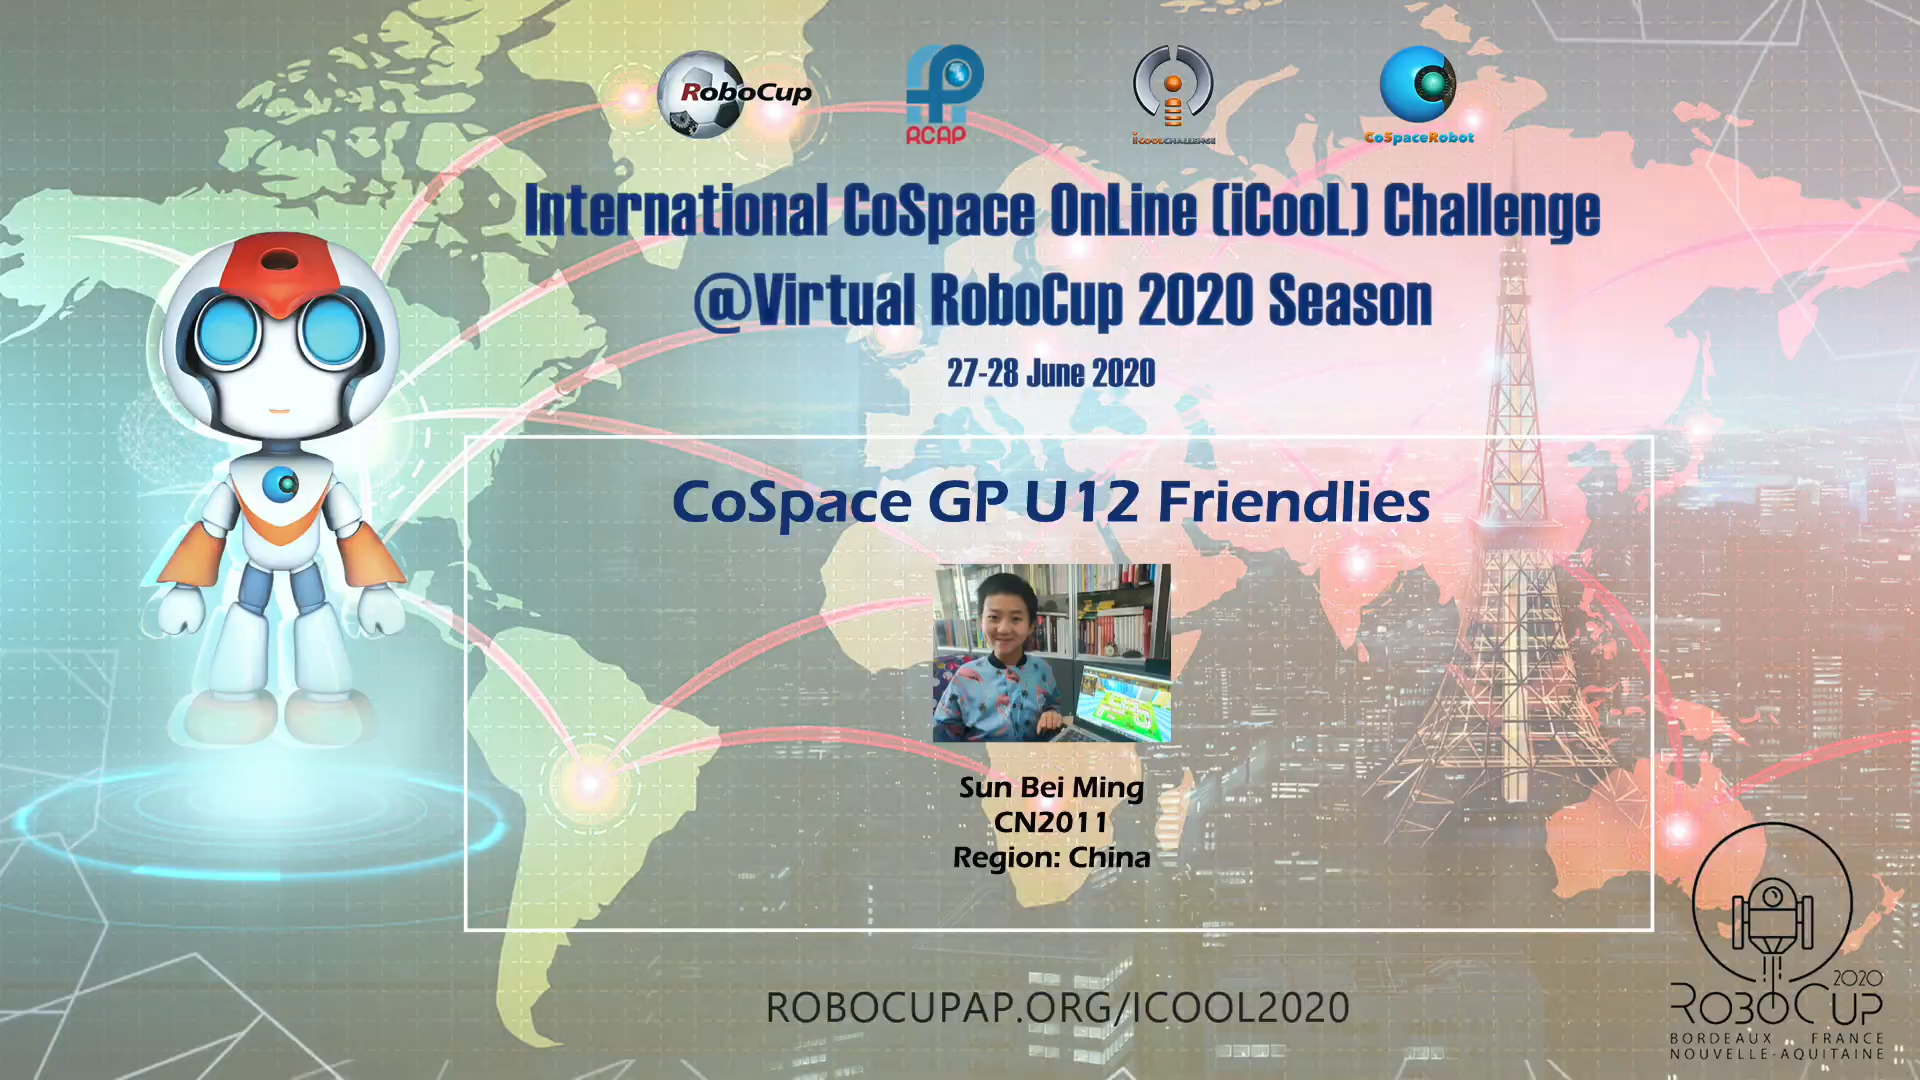 RoboCup
RCAP
iCOOLCHALLENGE
CoSpaceRobot
International CoSpace OnLine (iCooL) Challenge
@Virtual RoboCup 2020 Season
27-28 June 2020
CoSpace GP U12 Friendlies
Sun Bei Ming
CN2011
Region: China
ROBOCUPAP.ORG/ICOOL2020
2020
ROBOCUP
BORDEAUX FRANCE
NOUVELLE-AQUITAINE